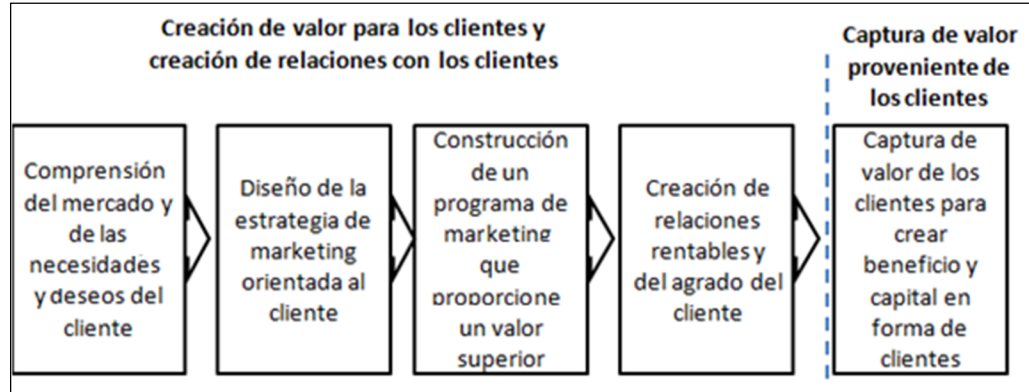 Creación de valor para los clientes y
creación de relaciones con los clientes
Captura de valor
proveniente de
los clientes
Comprensión
del mercado y
de las
necesidades
y deseos del
cliente
Diseño de la
estrategia de
marketing
orientada al
cliente
Construcción
de un
programa de
marketing
que
proporcione
un valor
superior
Creación de
relaciones
rentables y
del agrado del
cliente
Captura de
valor de los
clientes para
crear
beneficio y
capital en
forma de
clientes